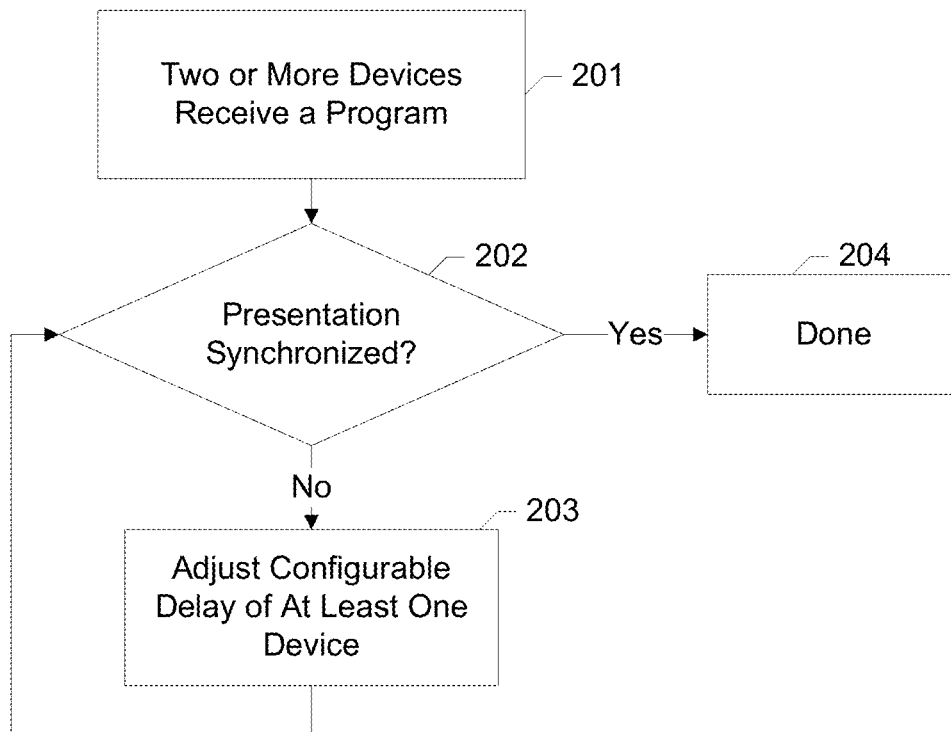 Two or More Devices
Receive a Program
201
202
Presentation
Synchronized?
Yes
204
Done
No
203
Adjust Configurable
Delay of At Least One
Device